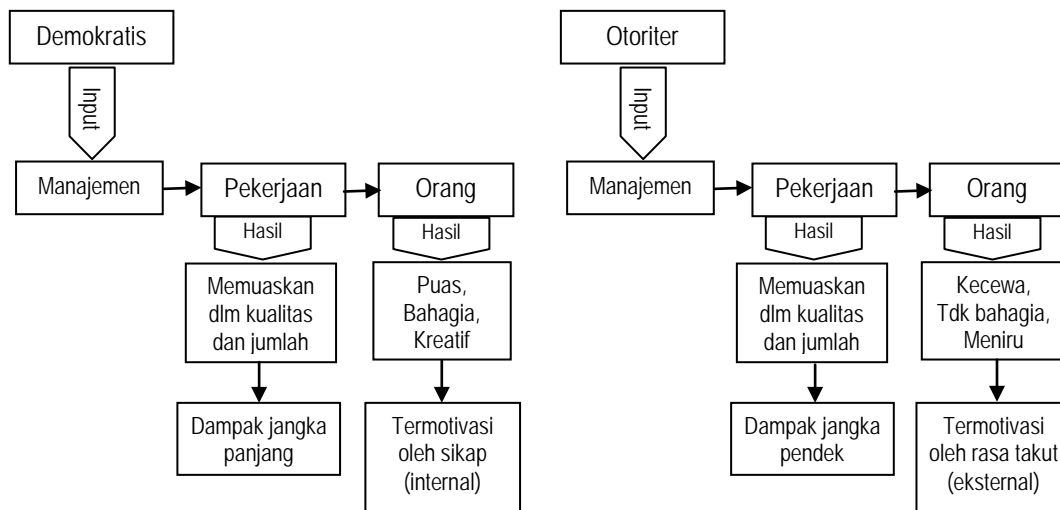 Demokratis
Input
Manajemen
Pekerjaan
Orang
Hasil
Hasil
Memuaskan
dlm kualitas
dan jumlah
Puas,
Bahagia,
Kreatif
Dampak jangka
panjang
Termotivasi
oleh sikap
(internal)
Otoriter
Input
Manajemen
Pekerjaan
Orang
Hasil
Hasil
Memuaskan
dlm kualitas
dan jumlah
Kecewa,
Tdk bahagia,
Meniru
Dampak jangka
pendek
Termotivasi
oleh rasa takut
(eksternal)